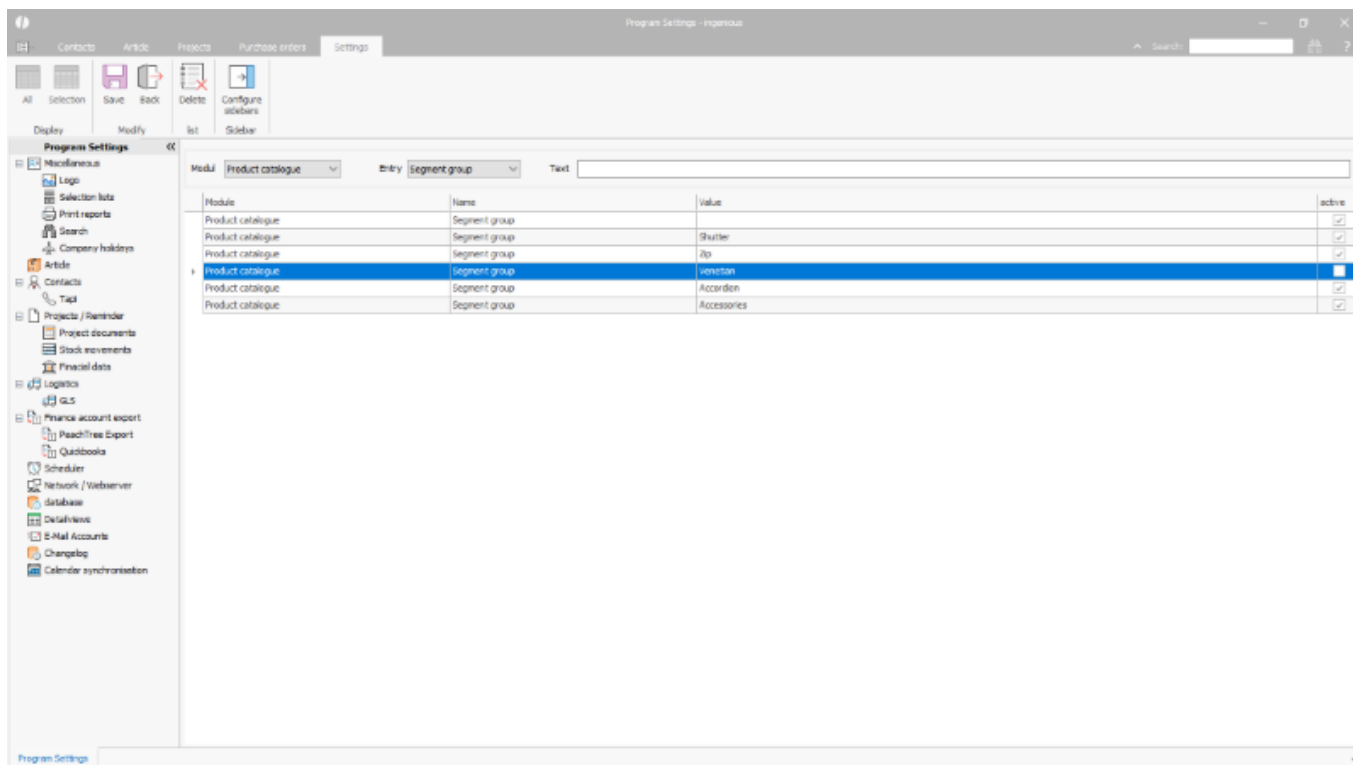 Program Settings - ingenious
Contacts Article Projects Purchase orders Settings Search: ?
All Selection Save Back Delete Configure sidebars
Display Modify list Sidebar
Program Settings
Miscellaneous
Logo
Selection lists
Print reports
Search
Company holidays
Article
Contacts
Tapi
Projects / Reminder
Project documents
Stock movements
Finacial data
Logistics
GLS
Finance account export
PeachTree Export
Quickbooks
Scheduler
Network / Webserver
database
Detailviews
E-Mail Accounts
Changelog
Calendar synchronisation
Modul Product catalogue Entry Segment group Text
Module Name Value active
Product catalogue Segment group
Product catalogue Segment group Shutter
Product catalogue Segment group Zip
Product catalogue Segment group Venetian
Product catalogue Segment group Accordion
Product catalogue Segment group Accessories
Program Settings